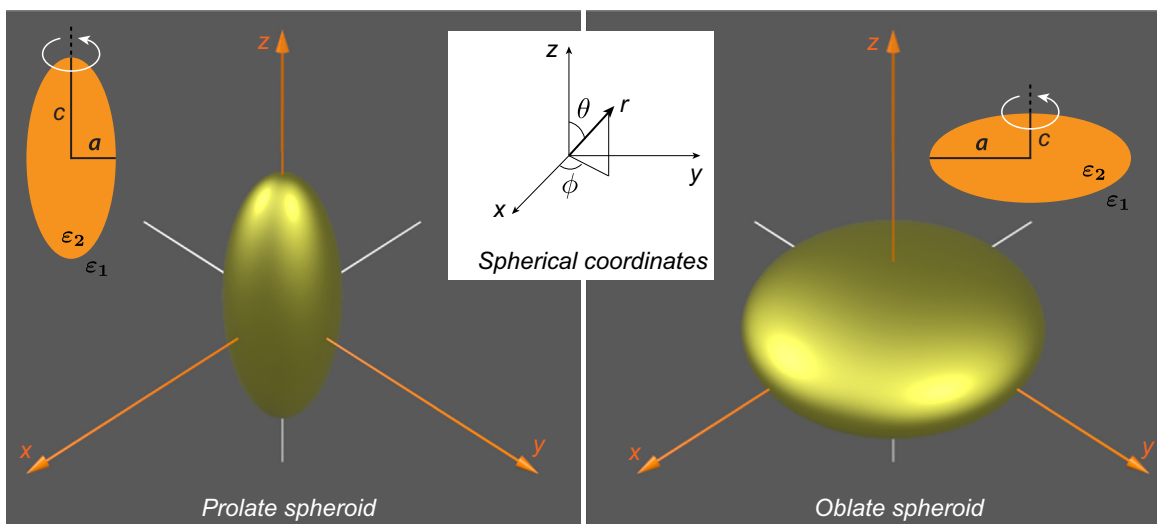 z
c
a
ε₂
ε₁
x
y
Prolate spheroid
z
θ
r
y
ϕ
x
Spherical coordinates
z
a
c
ε₂
ε₁
x
y
Oblate spheroid